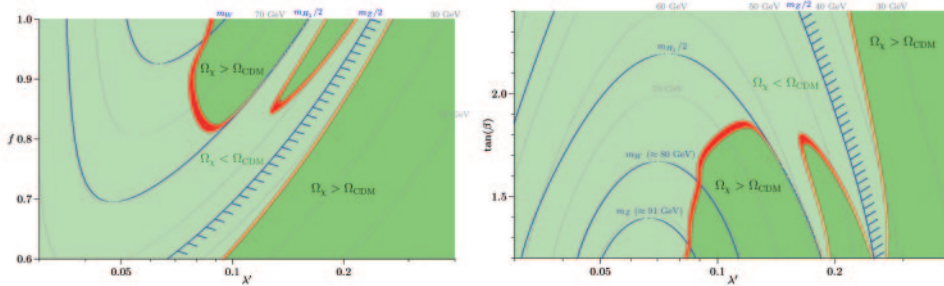 m_W 70 GeV m_{H_1}/2 m_Z/2 30 GeV
1.0
0.9
f 0.8
0.7
0.6
Ω_χ > Ω_CDM
Ω_χ < Ω_CDM
Ω_χ > Ω_CDM
0.05 0.1 0.2
λ'
60 GeV 50 GeV m_Z/2 40 GeV 30 GeV
tan(β)
2.0
1.5
m_{H_1}/2
Ω_χ > Ω_CDM
Ω_χ < Ω_CDM
70 GeV
m_W (≈ 80 GeV)
Ω_χ > Ω_CDM
m_Z (≈ 91 GeV)
0.05 0.1 0.2
λ'